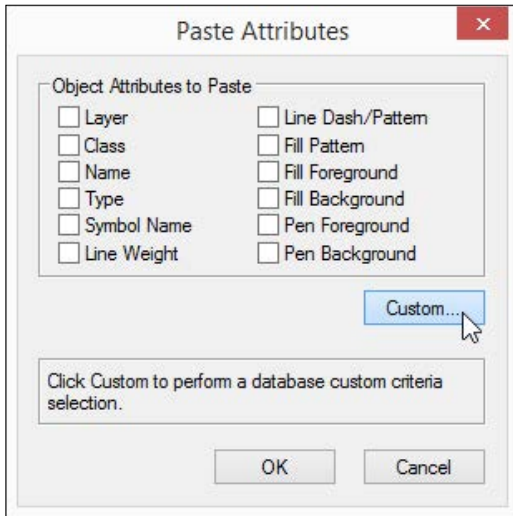 Paste Attributes
Object Attributes to Paste
Layer
Class
Name
Type
Symbol Name
Line Weight
Line Dash/Pattern
Fill Pattern
Fill Foreground
Fill Background
Pen Foreground
Pen Background
Custom...
Click Custom to perform a database custom criteria
selection.
OK
Cancel